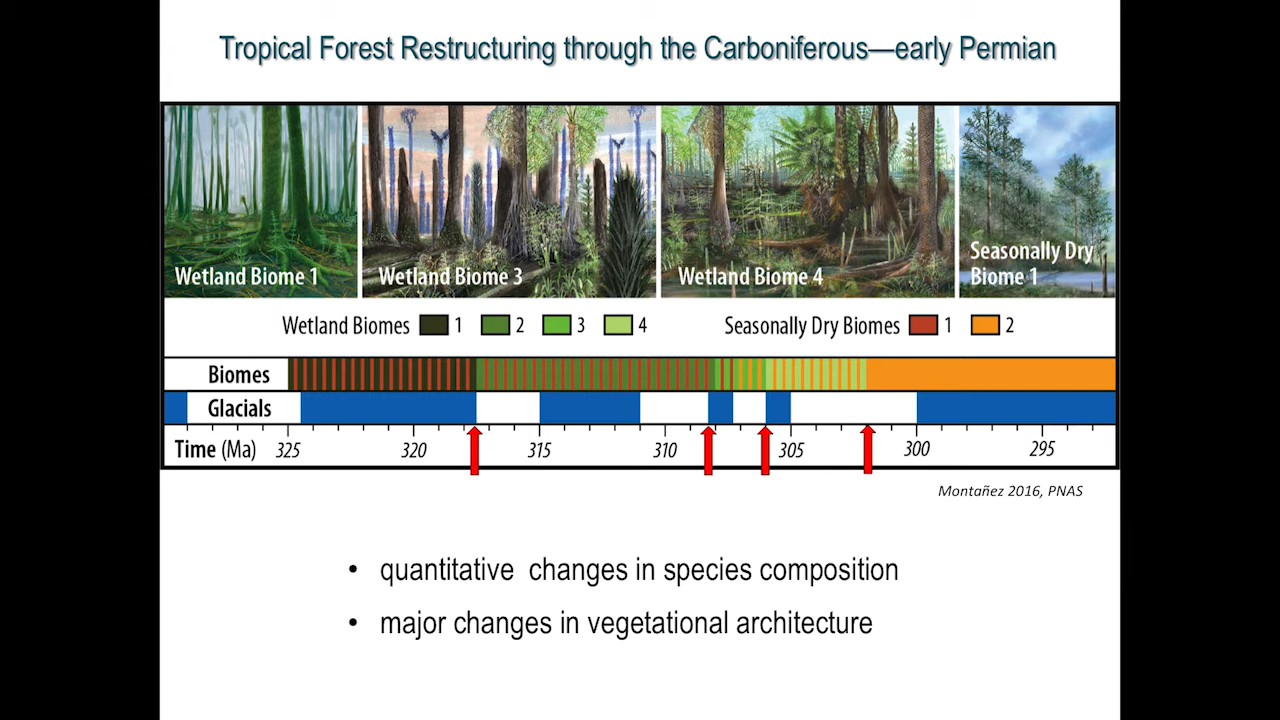 Tropical Forest Restructuring through the Carboniferous—early Permian
Wetland Biome 1
Wetland Biome 3
Wetland Biome 4
Seasonally Dry
Biome 1
Wetland Biomes 1 2 3 4
Seasonally Dry Biomes 1 2
Biomes
Glacials
Time (Ma) 325 320 315 310 305 300 295
Montañez 2016, PNAS
• quantitative changes in species composition
• major changes in vegetational architecture